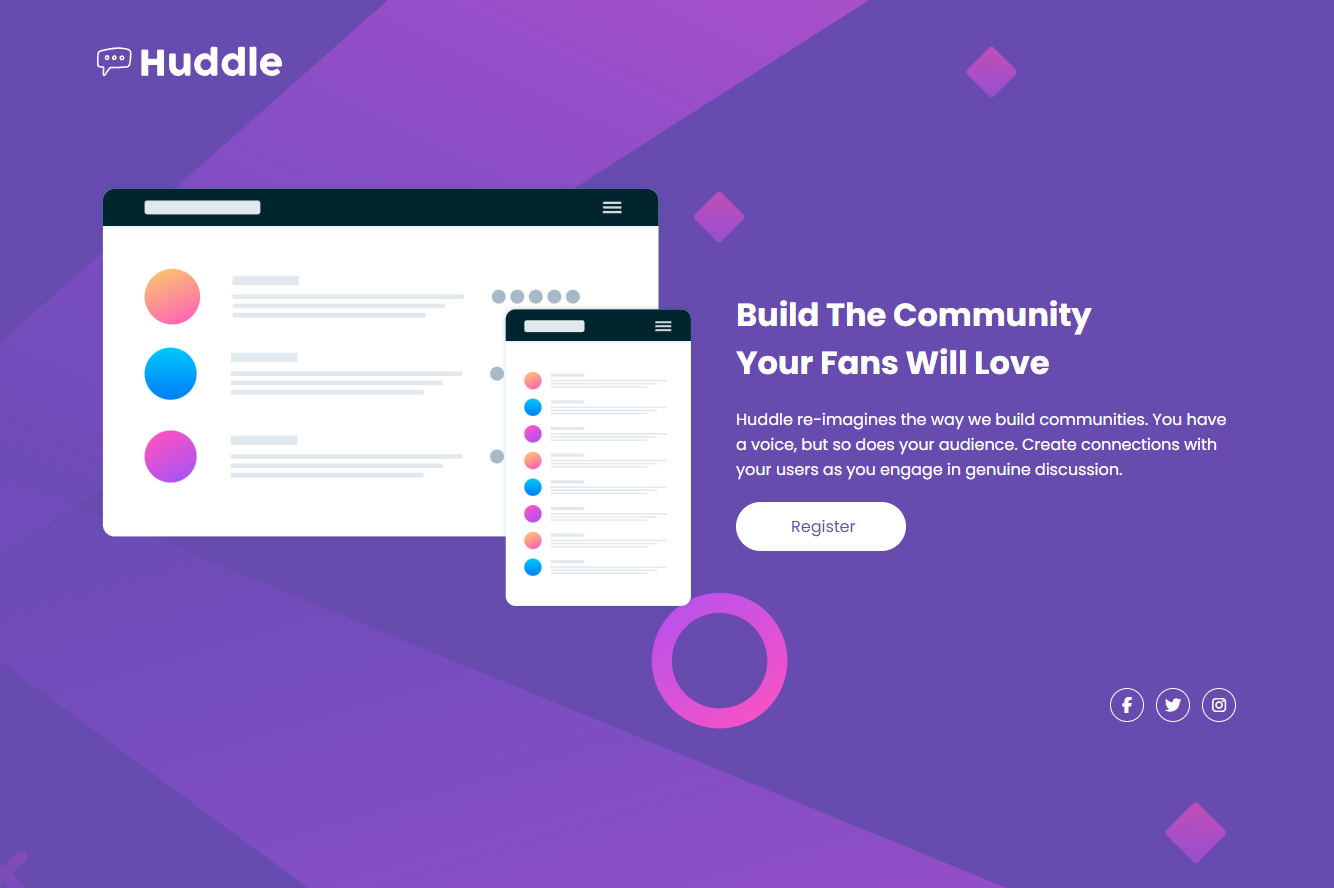 Huddle
Build The Community
Your Fans Will Love
Huddle re-imagines the way we build communities. You have
a voice, but so does your audience. Create connections with
your users as you engage in genuine discussion.
Register